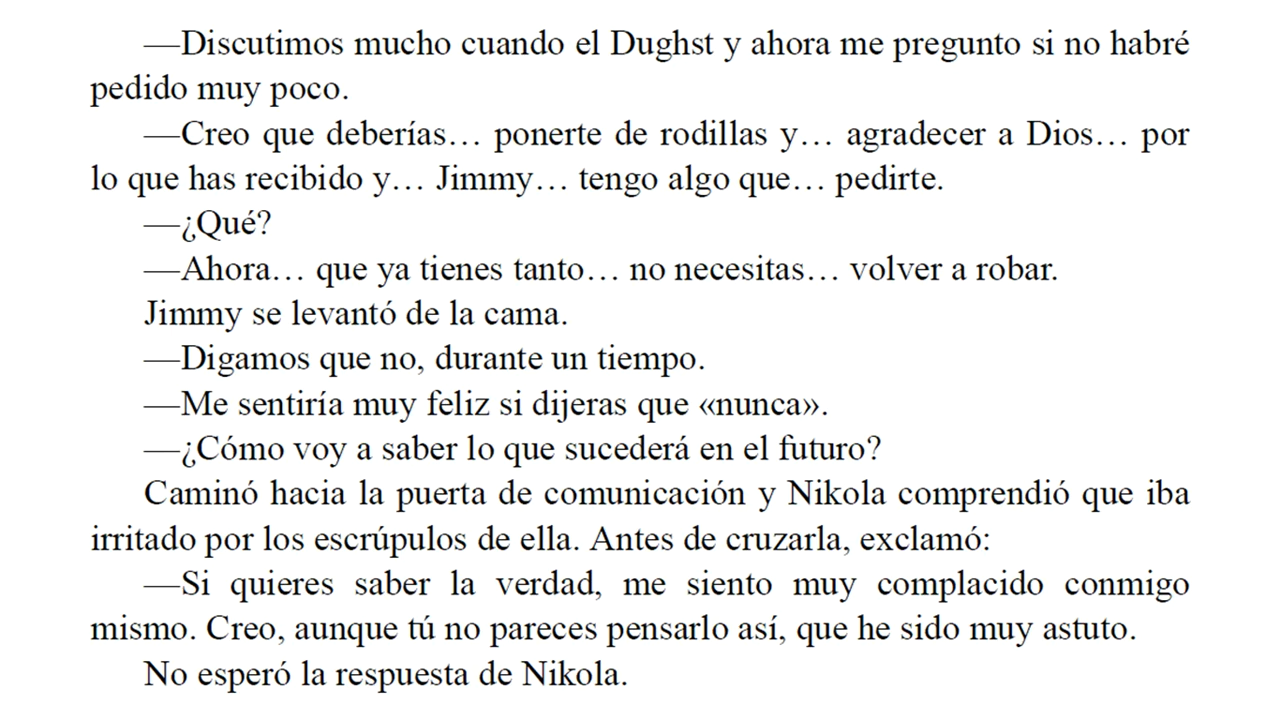 —Discutimos mucho cuando el Dughst y ahora me pregunto si no habré
pedido muy poco.
—Creo que deberías… ponerte de rodillas y… agradecer a Dios… por
lo que has recibido y… Jimmy… tengo algo que… pedirte.
—¿Qué?
—Ahora… que ya tienes tanto… no necesitas… volver a robar.
Jimmy se levantó de la cama.
—Digamos que no, durante un tiempo.
—Me sentiría muy feliz si dijeras que «nunca».
—¿Cómo voy a saber lo que sucederá en el futuro?
Caminó hacia la puerta de comunicación y Nikola comprendió que iba
irritado por los escrúpulos de ella. Antes de cruzarla, exclamó:
—Si quieres saber la verdad, me siento muy complacido conmigo
mismo. Creo, aunque tú no pareces pensarlo así, que he sido muy astuto.
No esperó la respuesta de Nikola.